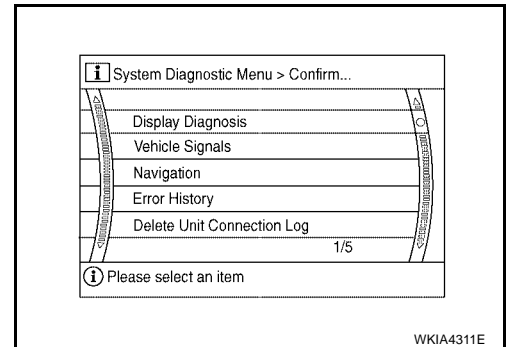 i System Diagnostic Menu > Confirm...
Display Diagnosis
Vehicle Signals
Navigation
Error History
Delete Unit Connection Log
1/5
i Please select an item
WKIA4311E